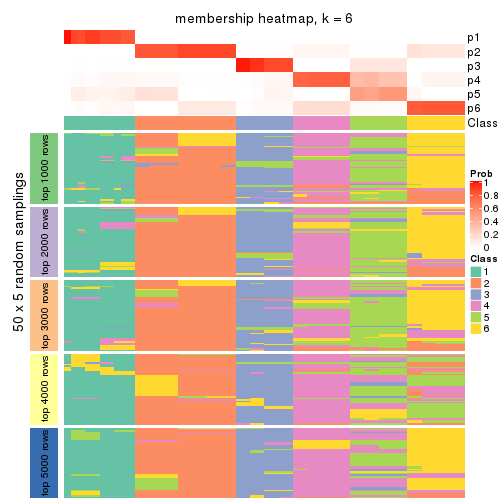 membership heatmap, k = 6
p1
p2
p3
p4
p5
p6
Class
50 x 5 random samplings
top 1000 rows
top 2000 rows
top 3000 rows
top 4000 rows
top 5000 rows
Prob
1
0.8
0.6
0.4
0.2
0
Class
1
2
3
4
5
6